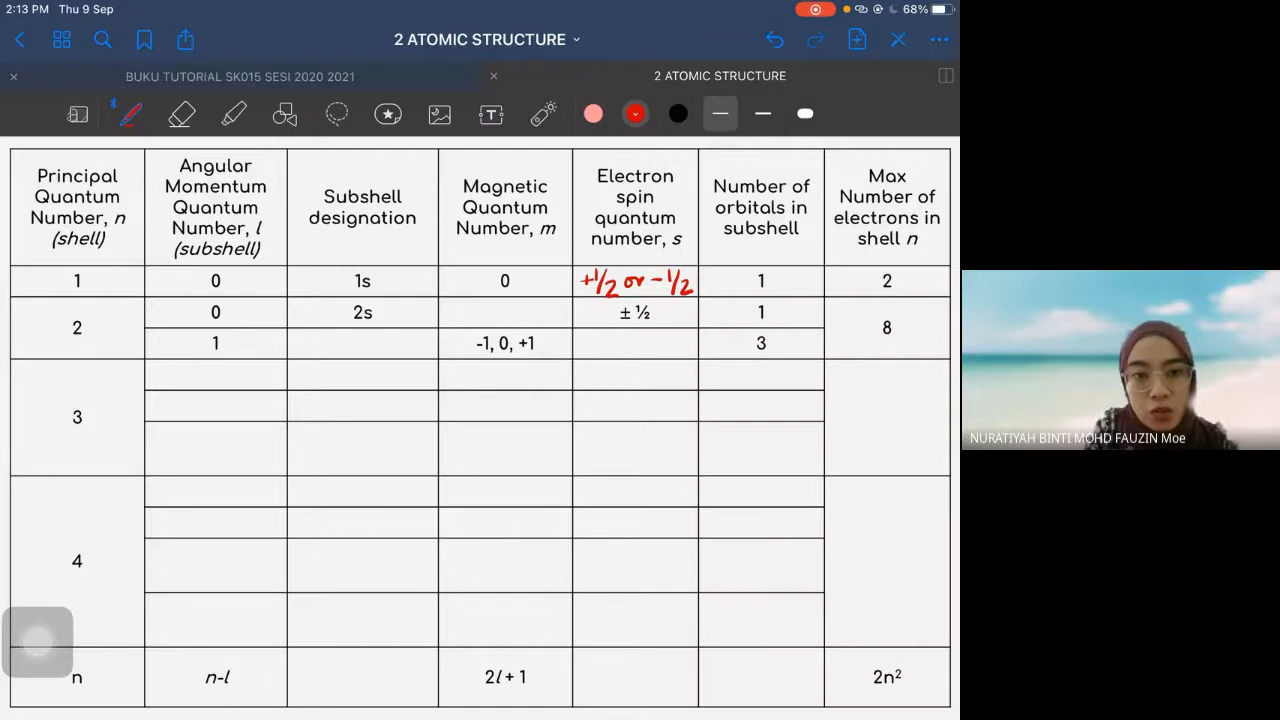 2:13 PM Thu 9 Sep
68%
2 ATOMIC STRUCTURE
BUKU TUTORIAL SK015 SESI 2020 2021
2 ATOMIC STRUCTURE
T
Principal
Quantum
Number, n
(shell)
Angular
Momentum
Quantum
Number, l
(subshell)
Subshell
designation
Magnetic
Quantum
Number, m
Electron
spin
quantum
number, s
Number of
orbitals in
subshell
Max
Number of
electrons in
shell n
1
0
1s
0
+1/2 or -1/2
1
2
2
0
2s
± ½
1
8
1
-1, 0, +1
3
3
4
n
n-l
2l + 1
2n²
NURATIYAH BINTI MOHD FAUZIN Moe